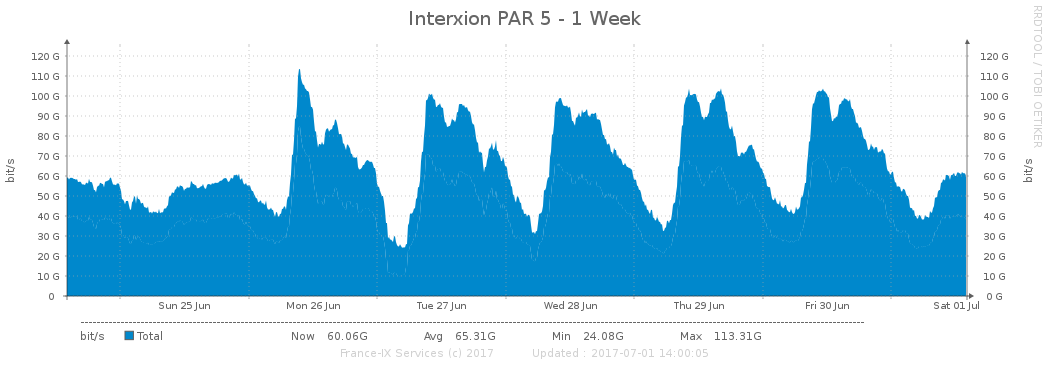 Interxion PAR 5 - 1 Week
RRDTOOL / TOBI OETIKER
bit/s
120 G 120 G
110 G 110 G
100 G 100 G
90 G 90 G
80 G 80 G
70 G 70 G
60 G 60 G
50 G 50 G
40 G 40 G
30 G 30 G
20 G 20 G
10 G 10 G
0 0 G
bit/s
Sun 25 Jun Mon 26 Jun Tue 27 Jun Wed 28 Jun Thu 29 Jun Fri 30 Jun Sat 01 Jul
bit/s Total Now 60.06G Avg 65.31G Min 24.08G Max 113.31G
France-IX Services (c) 2017 Updated : 2017-07-01 14:00:05